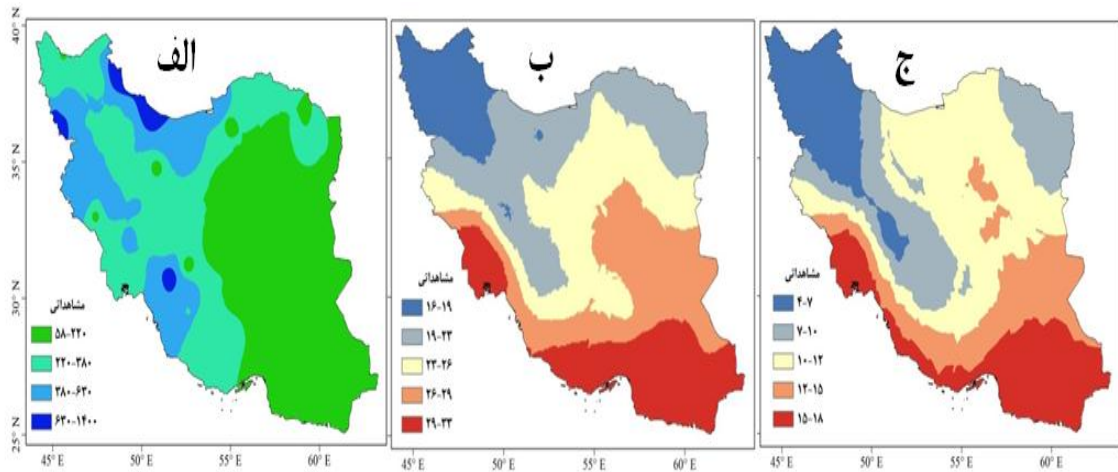 الف
ب
ج
40° N
35° N
30° N
25° N
مشاهداتی
۵۸-۲۲۰
۲۲۰-۳۸۰
۳۸۰-۶۳۰
۶۳۰-۱۴۰۰
45° E
50° E
55° E
60° E
مشاهداتی
۱۶-۱۹
۱۹-۲۳
۲۳-۲۶
۲۶-۲۹
۲۹-۳۳
45° E
50° E
55° E
60° E
مشاهداتی
۴-۷
۷-۱۰
۱۰-۱۲
۱۲-۱۵
۱۵-۱۸
45° E
50° E
55° E
60° E